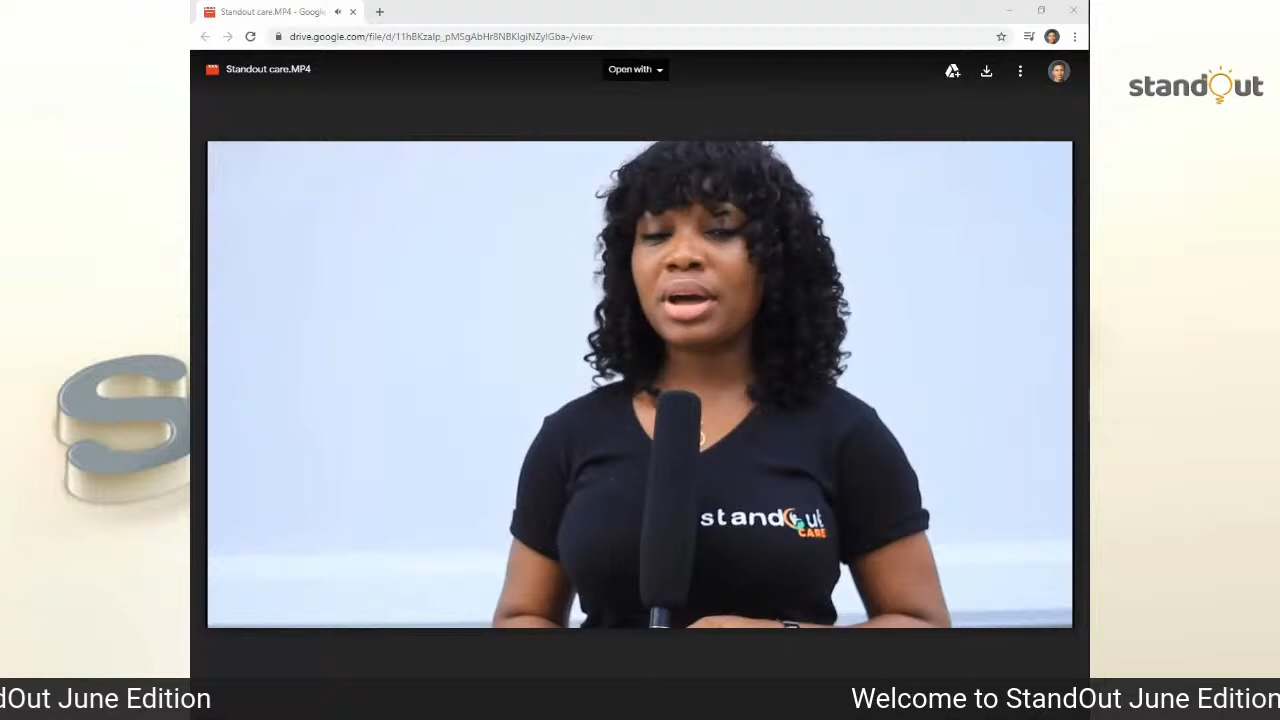 Standout care.MP4 - Google
drive.google.com/file/d/11hBKzalp_pMSgAbHr8NBKlgiNZylGba-/view
Standout care.MP4
Open with
standOut
S
standOut
CARE
dOut June Edition
Welcome to StandOut June Edition